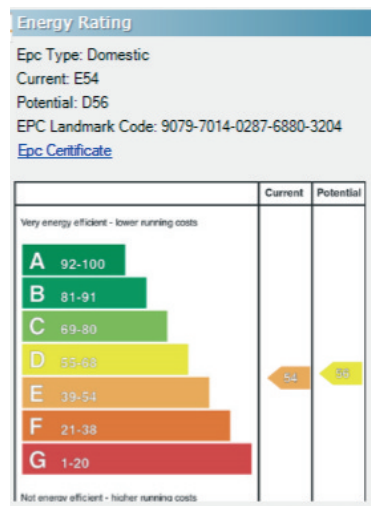 Energy Rating
Epc Type: Domestic
Current: E54
Potential: D56
EPC Landmark Code: 9079-7014-0287-6880-3204
Epc Ceritificate
Current Potential
Very energy efficient - lower running costs
A 92-100
B 81-91
C 69-80
D 55-68
E 39-54
54
56
F 21-38
G 1-20
Not energy efficient - higher running costs